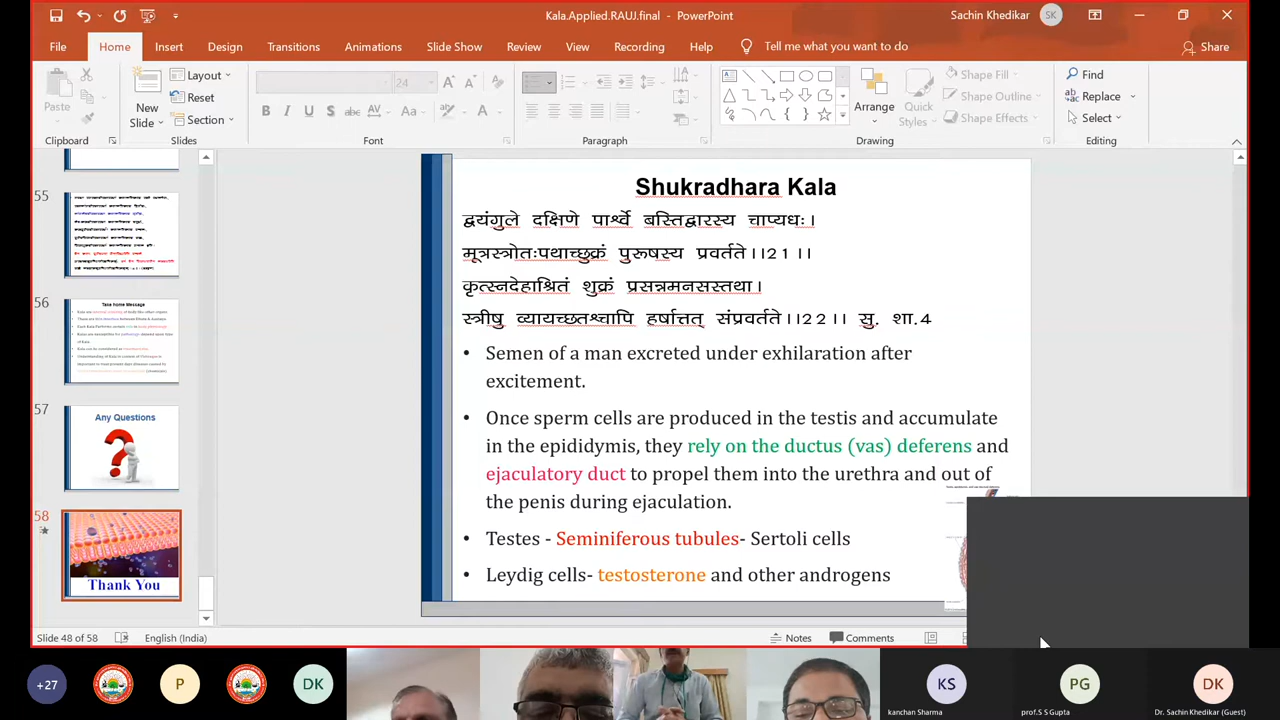 Kala.Applied.RAUJ.final - PowerPoint
Sachin Khedikar
SK
File
Home
Insert
Design
Transitions
Animations
Slide Show
Review
View
Recording
Help
Tell me what you want to do
Share
Paste
Clipboard
New
Slide
Layout
Reset
Section
Slides
24
B I U S abc AV Aa A
Font
Paragraph
Arrange
Quick
Styles
Shape Fill
Shape Outline
Shape Effects
Drawing
Find
Replace
Select
Editing
55
56
Take home Message
57
Any Questions
58
Thank You
Shukradhara Kala
द्वयंगुले दक्षिणे पार्श्वे बस्तिद्वारस्य चाप्यधः।
मूत्रस्त्रोतःपथाच्छुक्रं पुरूषस्य प्रवर्तते।।21।।
कृत्स्नदेहाश्रितं शुक्रं प्रसन्नमनसस्तथा।
स्त्रीषु व्यायच्छतश्चापि हर्षात्तत् संप्रवर्तते।।22।। सु. शा.4
• Semen of a man excreted under exhilaration after
excitement.
• Once sperm cells are produced in the testis and accumulate
in the epididymis, they rely on the ductus (vas) deferens and
ejaculatory duct to propel them into the urethra and out of
the penis during ejaculation.
• Testes - Seminiferous tubules- Sertoli cells
• Leydig cells- testosterone and other androgens
Slide 48 of 58
English (India)
Notes
Comments
+27
P
DK
KS
kanchan Sharma
PG
prof.S S Gupta
DK
Dr. Sachin Khedikar (Guest)